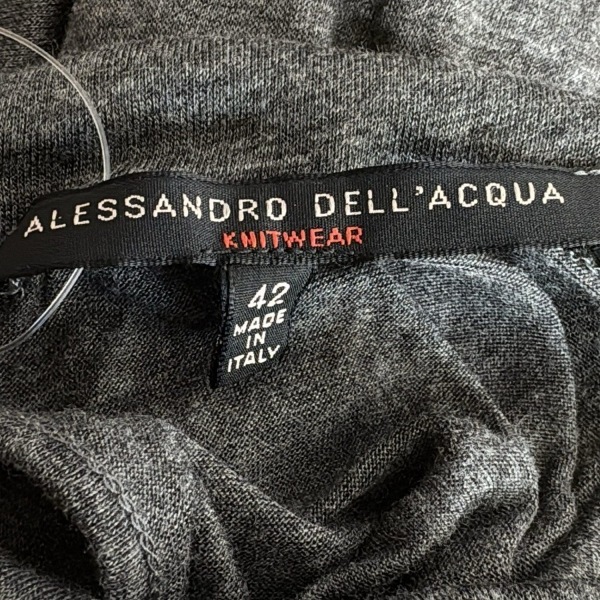 ALESSANDRO DELL'ACQUA
KNITWEAR
42
MADE
IN
ITALY